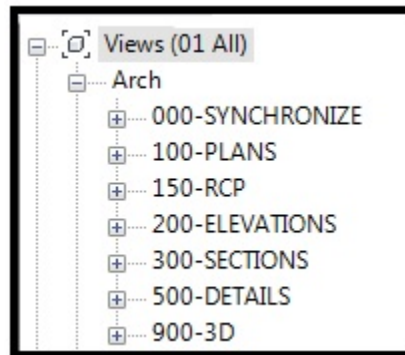 Views (01 All)
Arch
000-SYNCHRONIZE
100-PLANS
150-RCP
200-ELEVATIONS
300-SECTIONS
500-DETAILS
900-3D